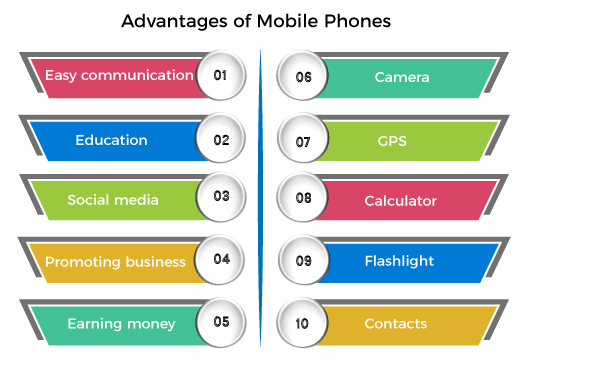 Advantages of Mobile Phones
Easy communication 01
Education 02
Social media 03
Promoting business 04
Earning money 05
06 Camera
07 GPS
08 Calculator
09 Flashlight
10 Contacts